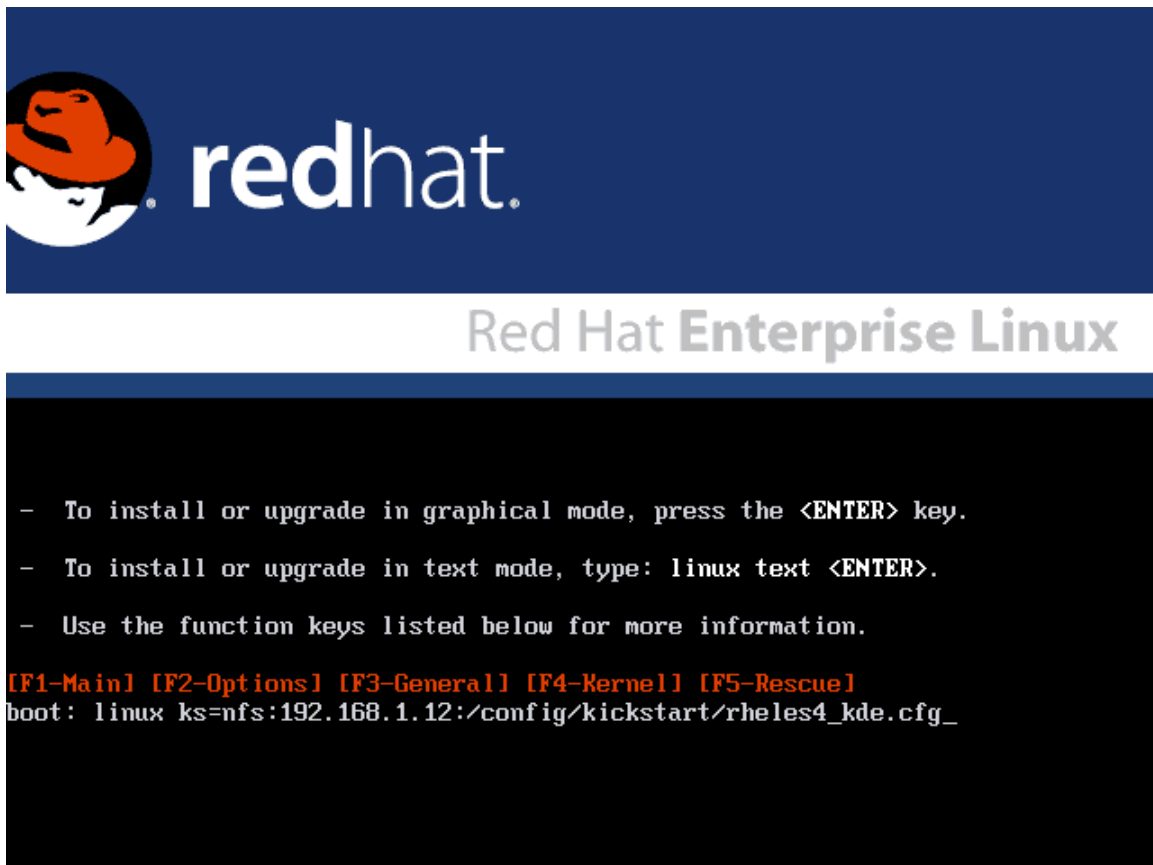 redhat.
Red Hat Enterprise Linux
-  To install or upgrade in graphical mode, press the <ENTER> key.
-  To install or upgrade in text mode, type: linux text <ENTER>.
-  Use the function keys listed below for more information.
[F1-Main] [F2-Options] [F3-General] [F4-Kernel] [F5-Rescue]
boot: linux ks=nfs:192.168.1.12:/config/kickstart/rheles4_kde.cfg_